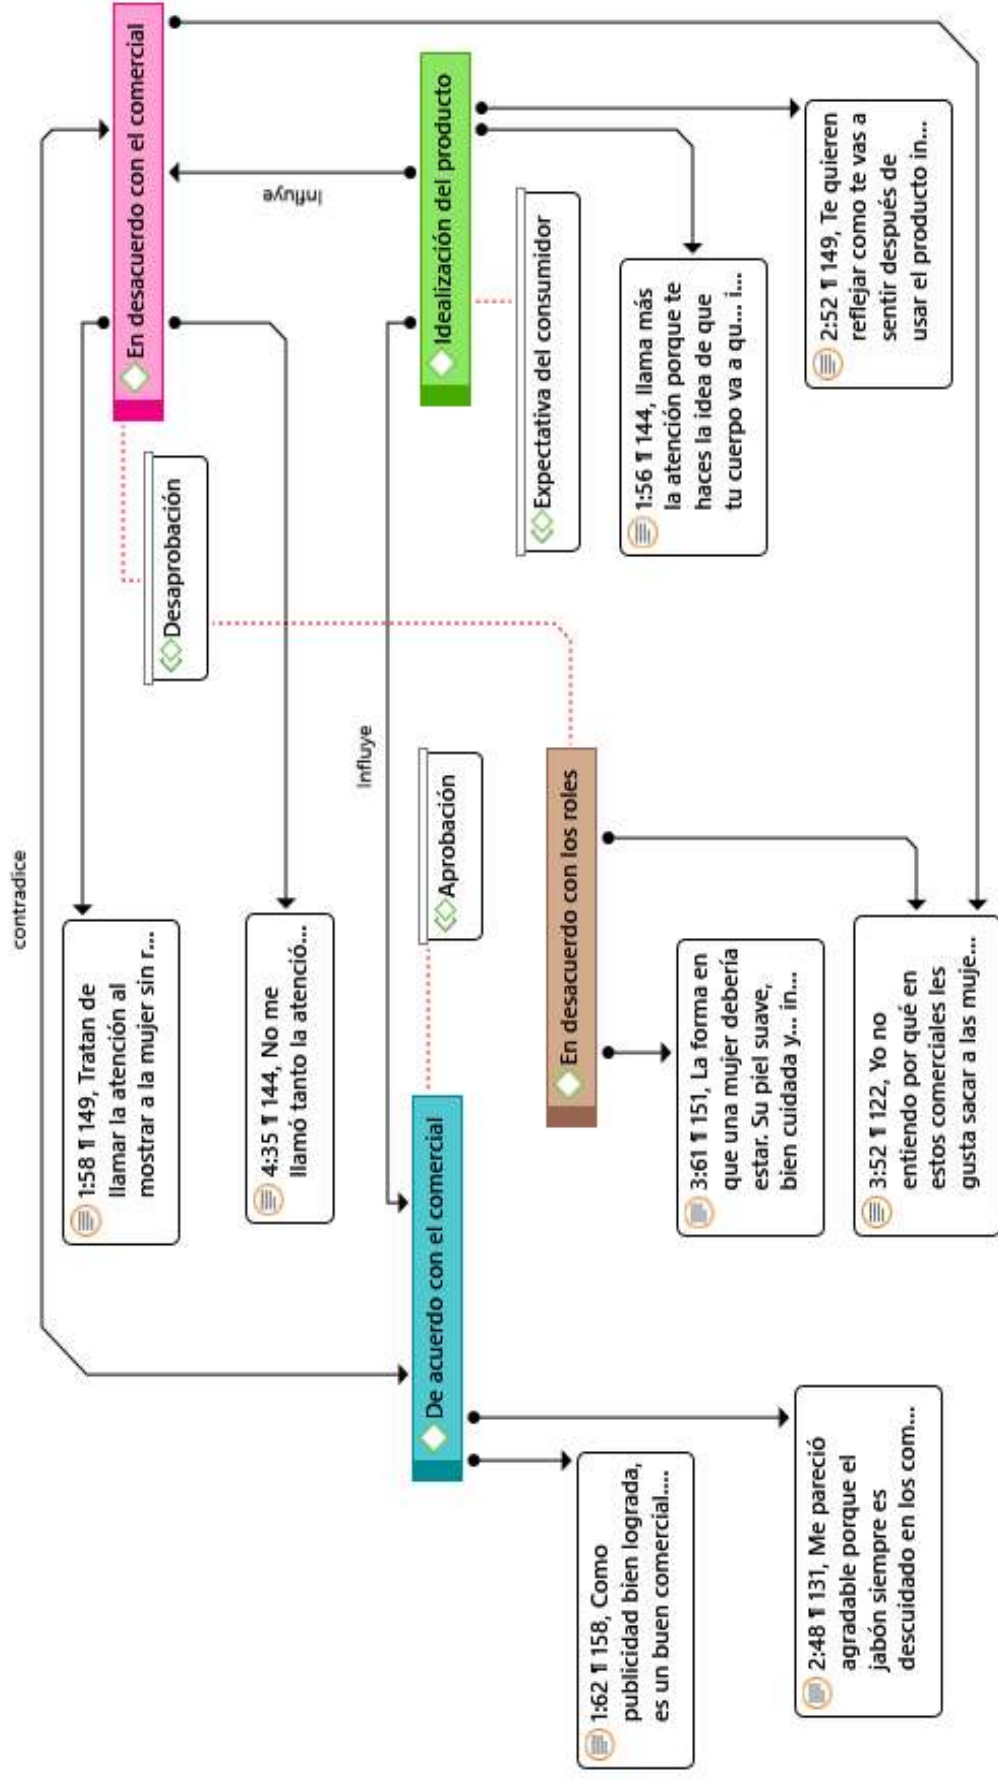 contradice
1:58 ¶ 149, Tratan de
llamar la atención al
mostrar a la mujer sin r...
4:35 ¶ 144, No me
llamó tanto la atenció...
Desaprobación
En desacuerdo con el comercial
Influye
Influye
De acuerdo con el comercial
Aprobación
Idealización del producto
Expectativa del consumidor
En desacuerdo con los roles
1:62 ¶ 158, Como
publicidad bien lograda,
es un buen comercial....
2:48 ¶ 131, Me pareció
agradable porque el
jabón siempre es
descuidado en los com...
3:61 ¶ 151, La forma en
que una mujer debería
estar. Su piel suave,
bien cuidada y... in...
3:52 ¶ 122, Yo no
entiendo por qué en
estos comerciales les
gusta sacar a las muje...
1:56 ¶ 144, llama más
la atención porque te
haces la idea de que
tu cuerpo va a qu... i...
2:52 ¶ 149, Te quieren
reflejar como te vas a
sentir después de
usar el producto in...